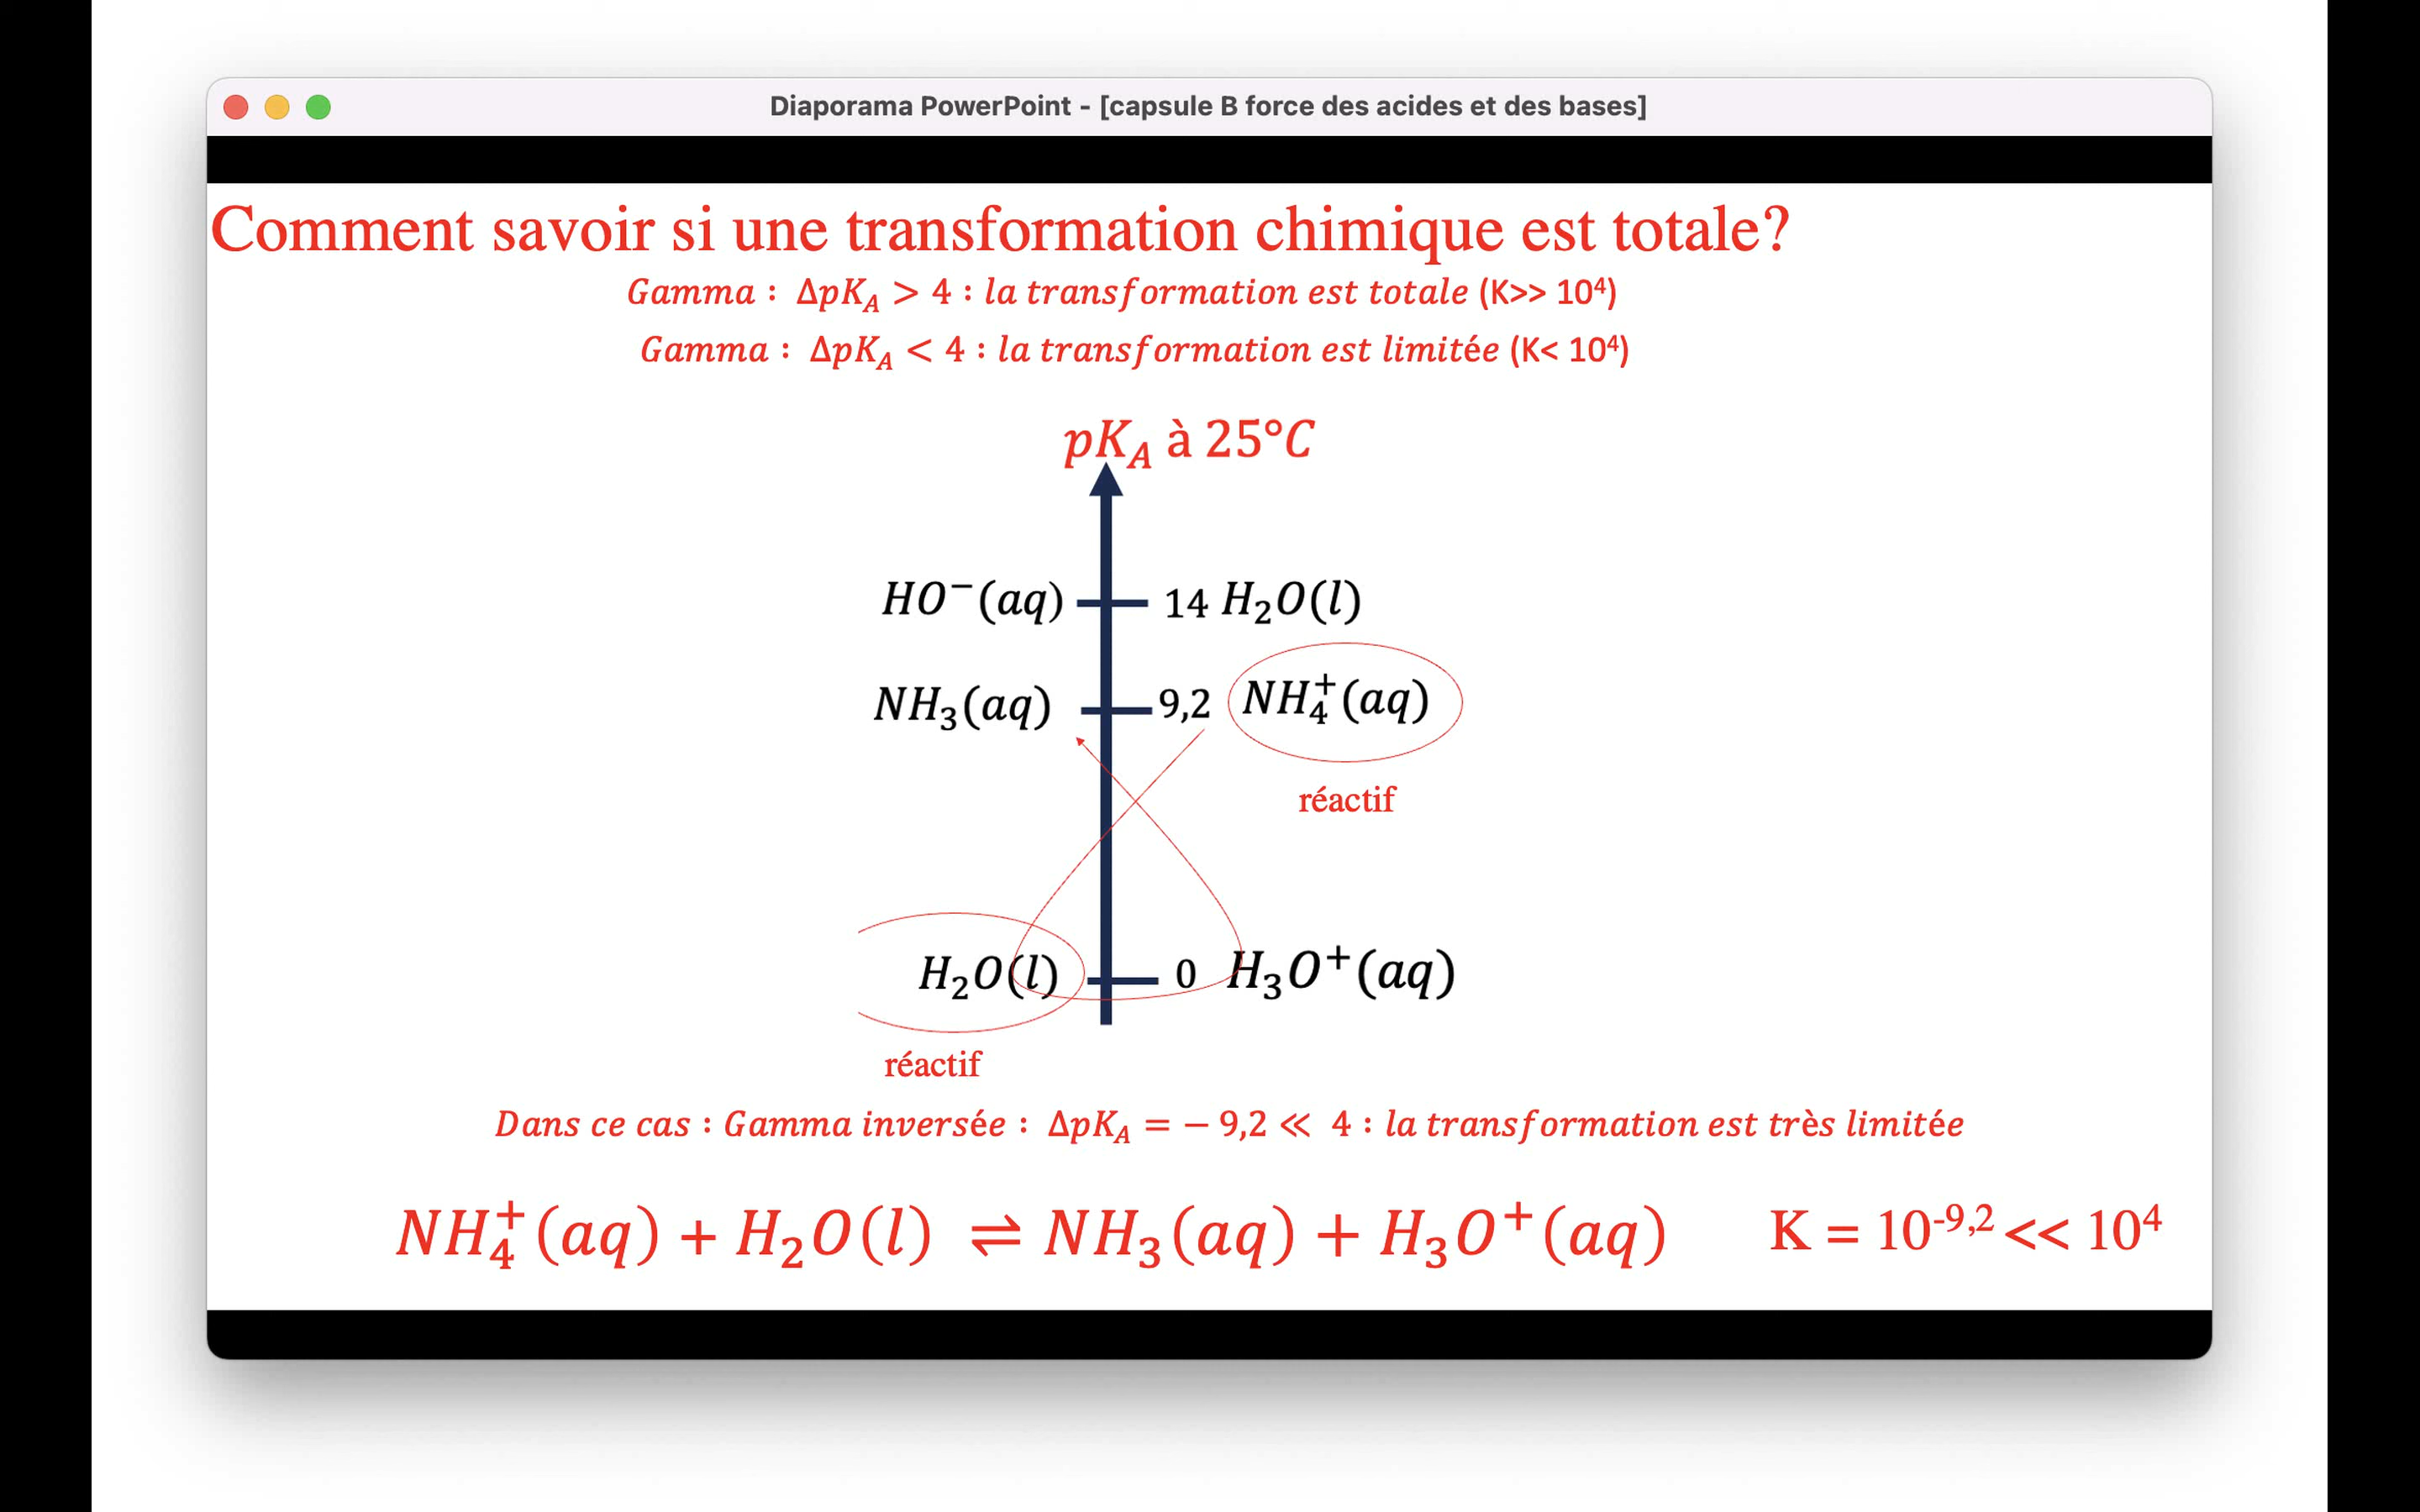 Diaporama PowerPoint - [capsule B force des acides et des bases]
Comment savoir si une transformation chimique est totale?
Gamma : ΔpK_A > 4 : la transformation est totale (K>> 10⁴)
Gamma : ΔpK_A < 4 : la transformation est limitée (K< 10⁴)
pK_A à 25°C
HO⁻(aq) 14 H₂O(l)
NH₃(aq) 9,2 NH₄⁺(aq)
réactif
H₂O(l) 0 H₃O⁺(aq)
réactif
Dans ce cas : Gamma inversée : ΔpK_A = − 9,2 ≪ 4 : la transformation est très limitée
NH₄⁺(aq) + H₂O(l) ⇌ NH₃(aq) + H₃O⁺(aq) K = 10⁻⁹,² << 10⁴